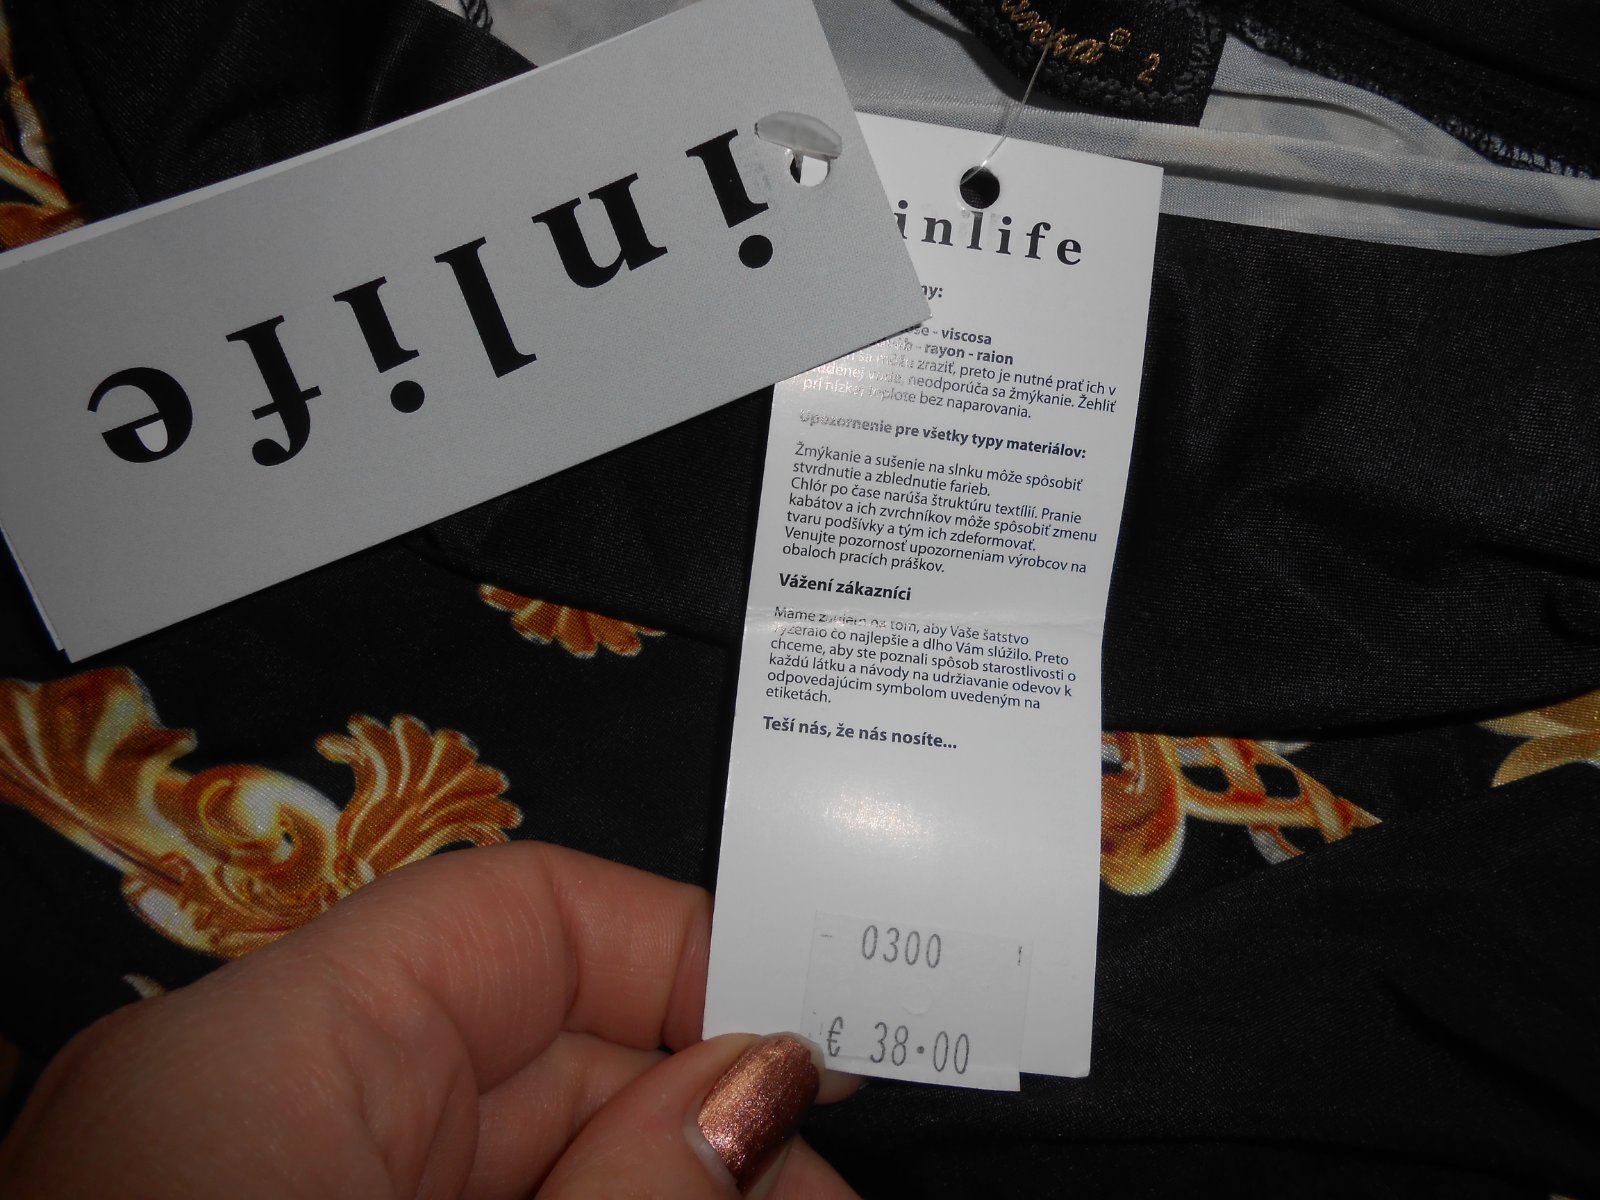 inlife
2
inlife
- viscosa
- rayon - raion
zraziť, preto je nutné prať ich v
neodporúča sa žmýkanie. Žehliť
pri nízkej teplote bez naparovania.
Upozornenie pre všetky typy materiálov:
Žmýkanie a sušenie na slnku môže spôsobiť
stvrdnutie a zblednutie farieb.
Chlór po čase narúša štruktúru textílií. Pranie
kabátov a ich zvrchníkov môže spôsobiť zmenu
tvaru podšívky a tým ich zdeformovať.
Venujte pozornosť upozorneniam výrobcov na
obaloch pracích práškov.
Vážení zákazníci
Máme záujem na tom, aby Vaše šatstvo
vyzeralo čo najlepšie a dlho Vám slúžilo. Preto
chceme, aby ste poznali spôsob starostlivosti o
každú látku a návody na udržiavanie odevov k
odpovedajúcim symbolom uvedeným na
etiketách.
Teší nás, že nás nosíte...
0300
€ 38.00